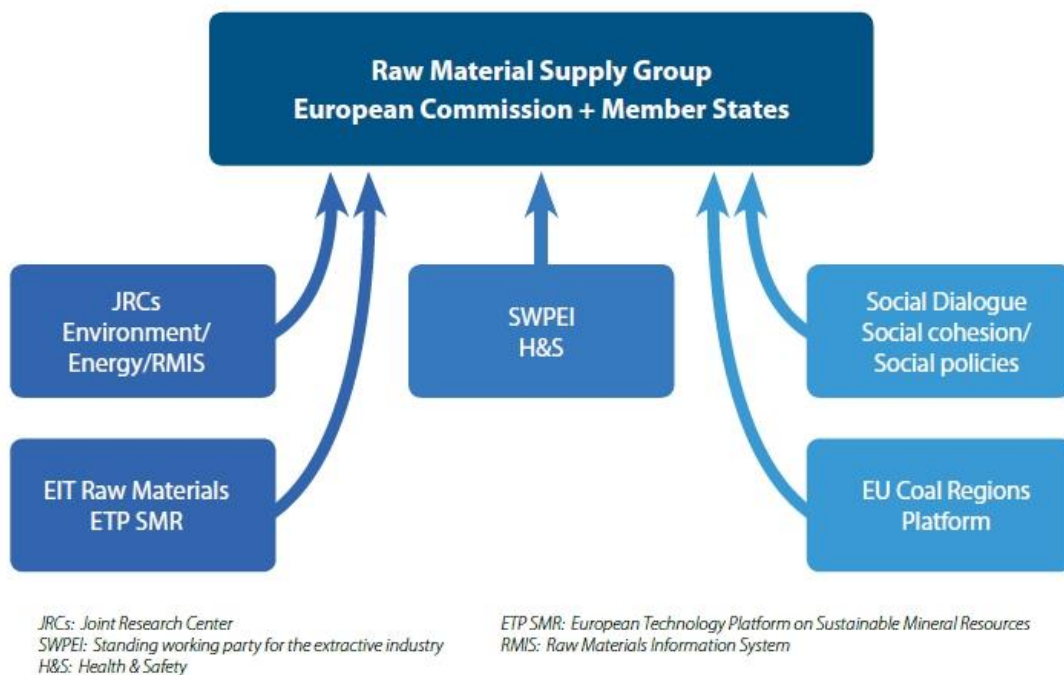 Raw Material Supply Group
European Commission + Member States
JRCs
Environment/
Energy/RMIS
SWPEI
H&S
Social Dialogue
Social cohesion/
Social policies
EIT Raw Materials
ETP SMR
EU Coal Regions
Platform
JRCs: Joint Research Center
SWPEI: Standing working party for the extractive industry
H&S: Health & Safety
ETP SMR: European Technology Platform on Sustainable Mineral Resources
RMIS: Raw Materials Information System